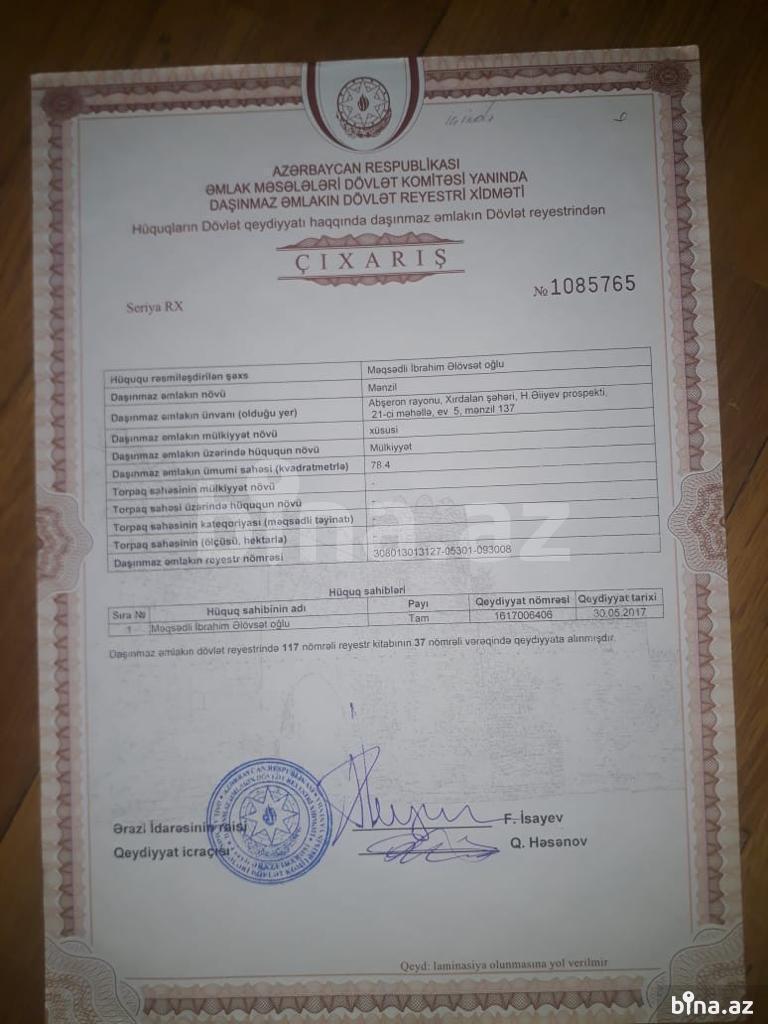 AZƏRBAYCAN RESPUBLİKASI
ƏMLAK MƏSƏLƏLƏRİ DÖVLƏT KOMİTƏSİ YANINDA
DAŞINMAZ ƏMLAKIN DÖVLƏT REYESTRİ XİDMƏTİ
Hüquqların Dövlət qeydiyyatı haqqında daşınmaz əmlakın Dövlət reyestrindən
ÇIXARIŞ
Seriya RX
№ 1085765
Hüququ rəsmiləşdirilən şəxs Məqsədli İbrahim Əlövsət oğlu
Daşınmaz əmlakın növü Mənzil
Daşınmaz əmlakın ünvanı (olduğu yer) Abşeron rayonu, Xırdalan şəhəri, H.Əliyev prospekti,
21-ci məhəllə, ev 5, mənzil 137
Daşınmaz əmlakın mülkiyyət növü xüsusi
Daşınmaz əmlakın üzərində hüququn növü Mülkiyyət
Daşınmaz əmlakın ümumi sahəsi (kvadratmetrlə) 78.4
Torpaq sahəsinin mülkiyyət növü -
Torpaq sahəsi üzərində hüququn növü -
Torpaq sahəsinin kateqoriyası (məqsədli təyinatı)
Torpaq sahəsinin (ölçüsü, hektarla)
Daşınmaz əmlakın reyestr nömrəsi 308013013127-05301-093008
bina.az
Hüquq sahibləri
Sıra № Hüquq sahibinin adı Payı Qeydiyyat nömrəsi Qeydiyyat tarixi
1 Məqsədli İbrahim Əlövsət oğlu Tam 1617006406 30.05.2017
Daşınmaz əmlakın dövlət reyestrində 117 nömrəli reyestr kitabının 37 nömrəli vərəqində qeydiyyata alınmışdır.
Ərazi İdarəsinin rəisi F. İsayev
Qeydiyyat icraçısı Q. Həsənov
Qeyd: laminasiya olunmasına yol verilmir
bina.az